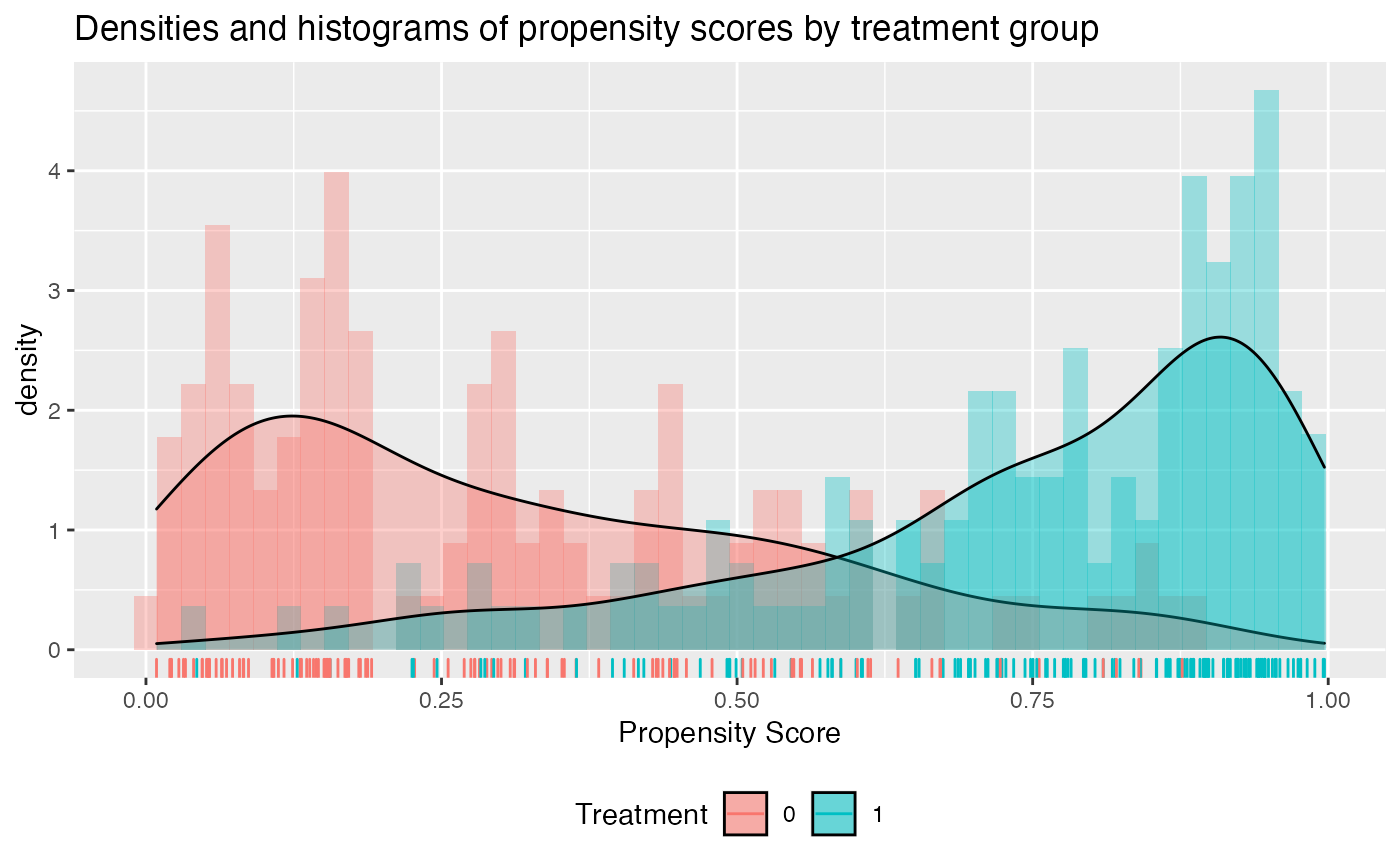 Densities and histograms of propensity scores by treatment group
density
4
3
2
1
0
0.00 0.25 0.50 0.75 1.00
Propensity Score
Treatment 0 1